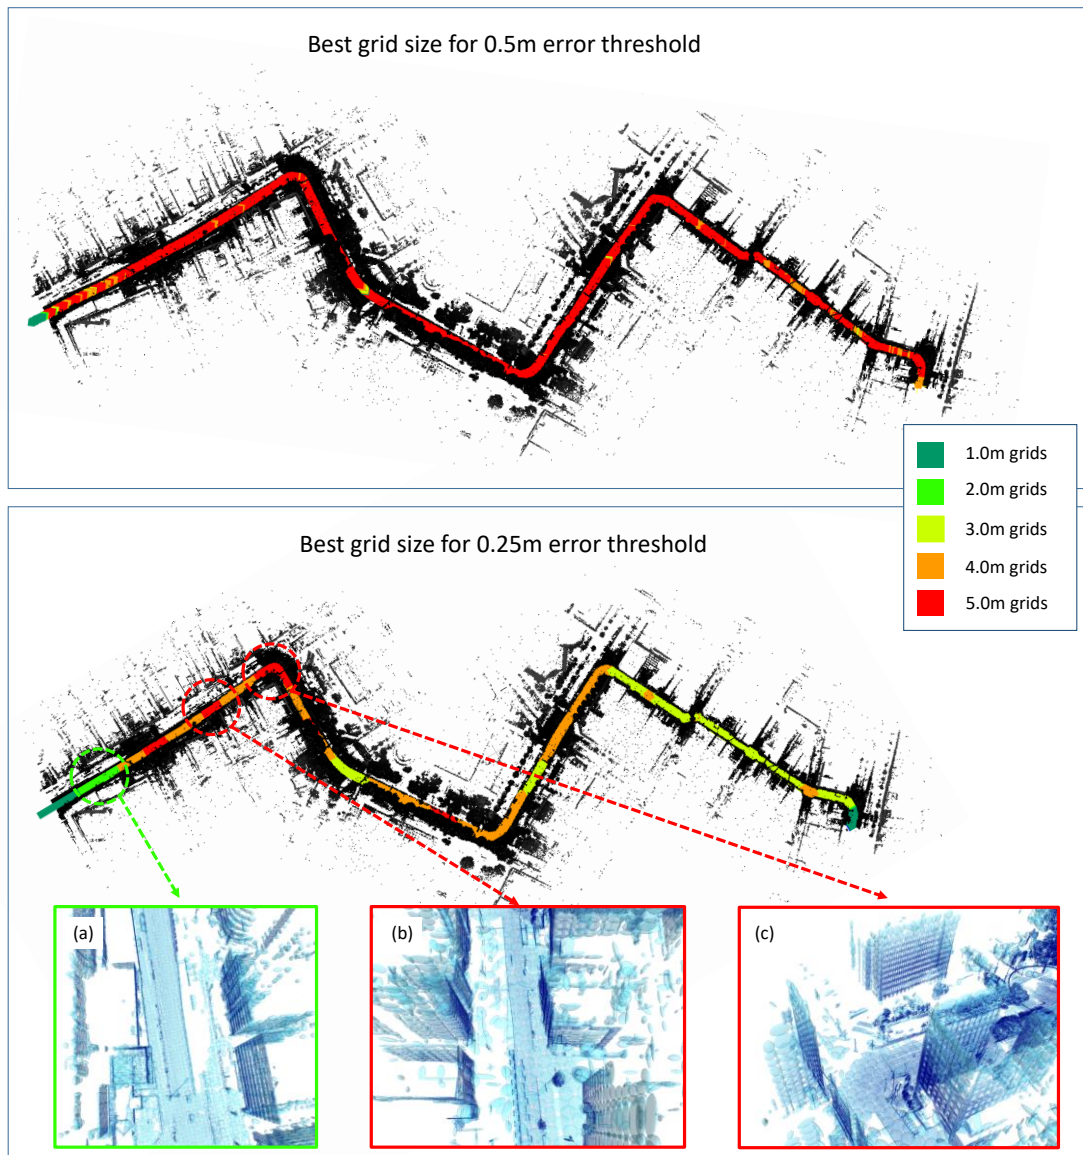 Best grid size for 0.5m error threshold
1.0m grids
2.0m grids
3.0m grids
4.0m grids
5.0m grids
Best grid size for 0.25m error threshold
(a)
(b)
(c)